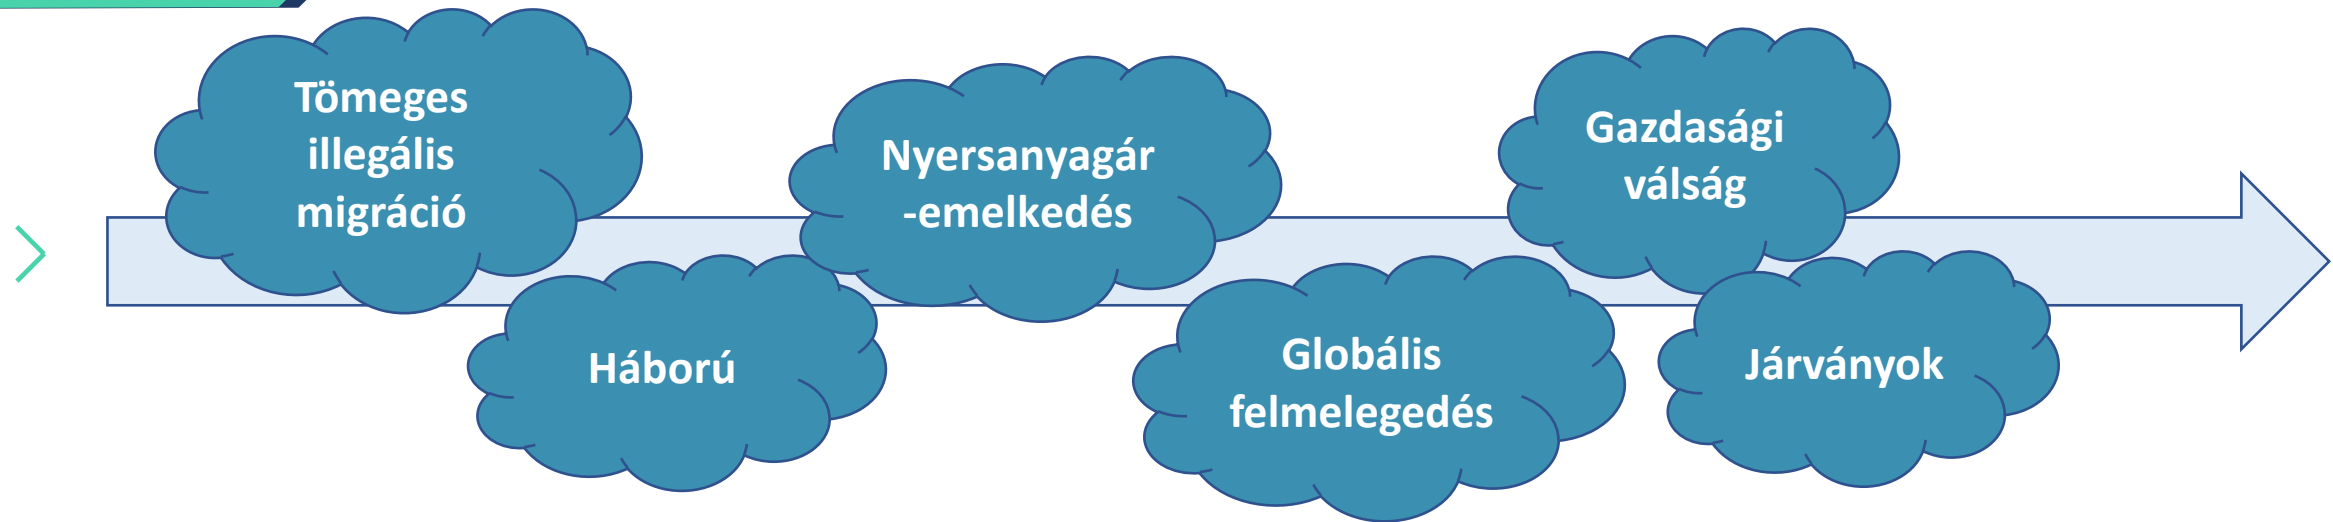 Tömeges
illegális
migráció
Háború
Nyersanyagár
-emelkedés
Globális
felmelegedés
Gazdasági
válság
Járványok